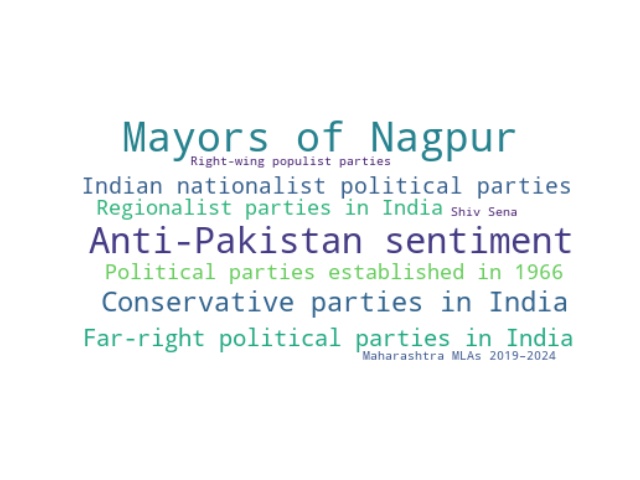 Mayors of Nagpur
Right-wing populist parties
Indian nationalist political parties
Regionalist parties in India
Shiv Sena
Anti-Pakistan sentiment
Political parties established in 1966
Conservative parties in India
Far-right political parties in India
Maharashtra MLAs 2019–2024